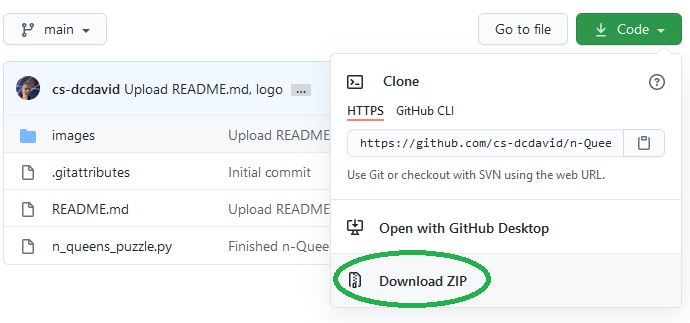 main
Go to file
Code
cs-dcdavid Upload README.md, logo ...
Clone
HTTPS GitHub CLI
https://github.com/cs-dcdavid/n-Quee
Use Git or checkout with SVN using the web URL.
Open with GitHub Desktop
Download ZIP
images Upload README
.gitattributes Initial commit
README.md Upload README
n_queens_puzzle.py Finished n-Quee